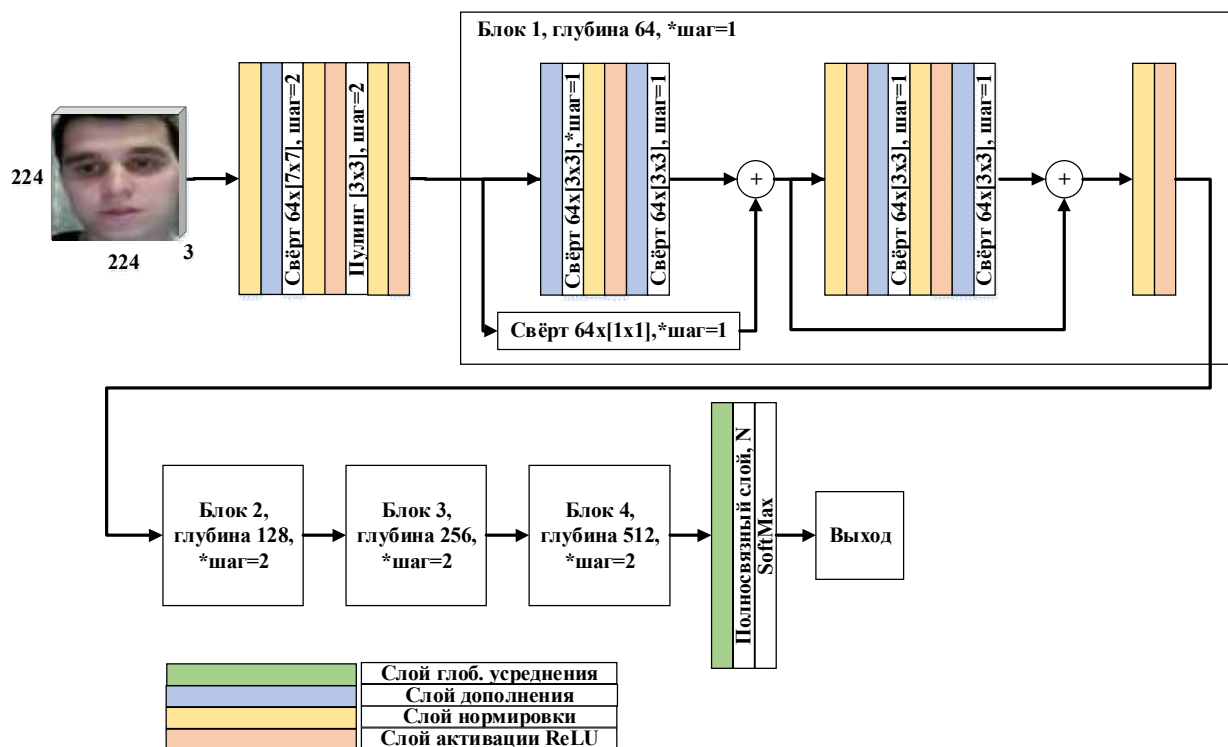 Блок 1, глубина 64, *шаг=1
224
224
3
Свёрт 64x[7x7], шаг=2
Пулинг [3x3], шаг=2
Свёрт 64x[3x3],*шаг=1
Свёрт 64x[3x3], шаг=1
+
Свёрт 64x[3x3], шаг=1
Свёрт 64x[3x3], шаг=1
+
Свёрт 64x[1x1],*шаг=1
Блок 2,
глубина 128,
*шаг=2
Блок 3,
глубина 256,
*шаг=2
Блок 4,
глубина 512,
*шаг=2
Полносвязный слой, N
SoftMax
Выход
Слой глоб. усреднения
Слой дополнения
Слой нормировки
Слой активации ReLU